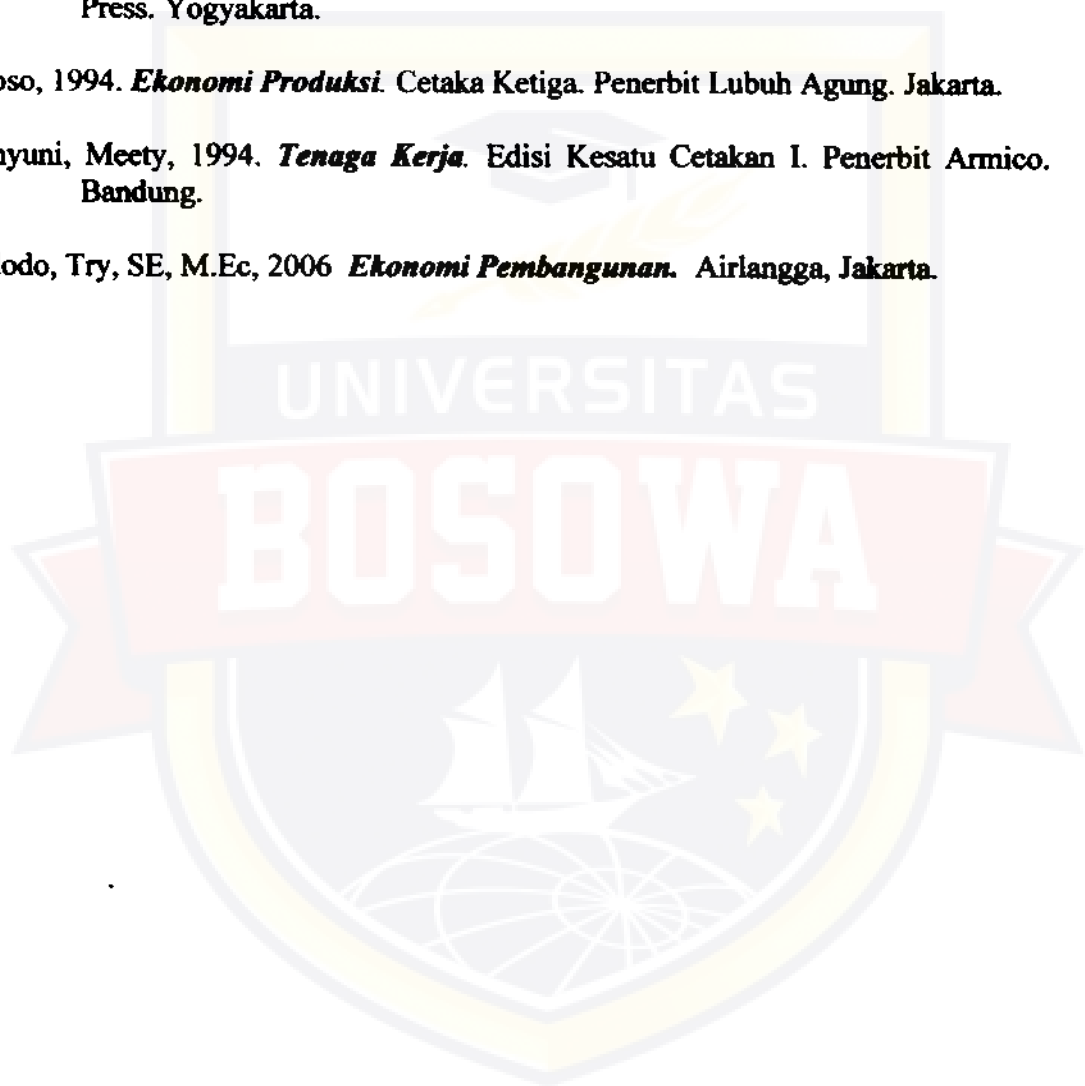 Press. Yogyakarta.
oso, 1994. Ekonomi Produksi. Cetaka Ketiga. Penerbit Lubuh Agung. Jakarta.
yuni, Meety, 1994. Tenaga Kerja. Edisi Kesatu Cetakan I. Penerbit Armico.
Bandung.
odo, Try, SE, M.Ec, 2006 Ekonomi Pembangunan. Airlangga, Jakarta.
UNIVERSITAS
BOSOWA